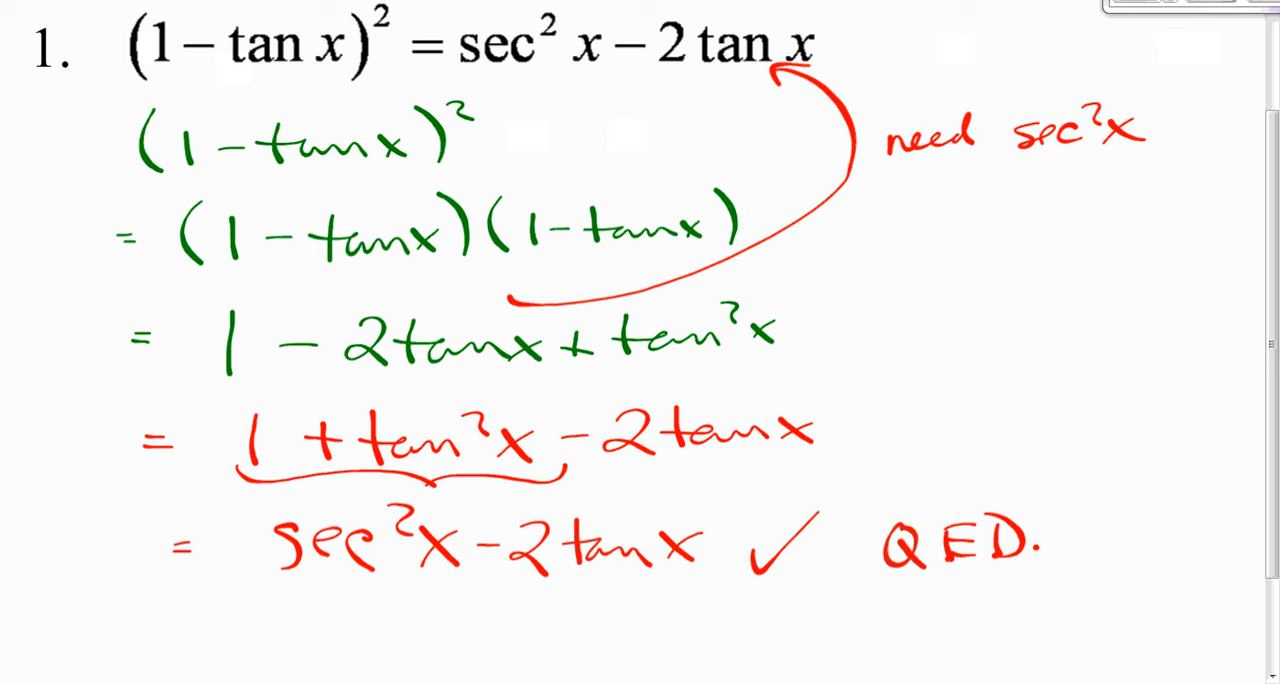 1. (1 – tan x)² = sec² x – 2 tan x
(1 - tanx)²
need sec²x
= (1 - tanx)(1 - tanx)
= 1 - 2tanx + tan²x
= 1 + tan²x - 2tanx
= sec²x - 2tanx ✓ QED.